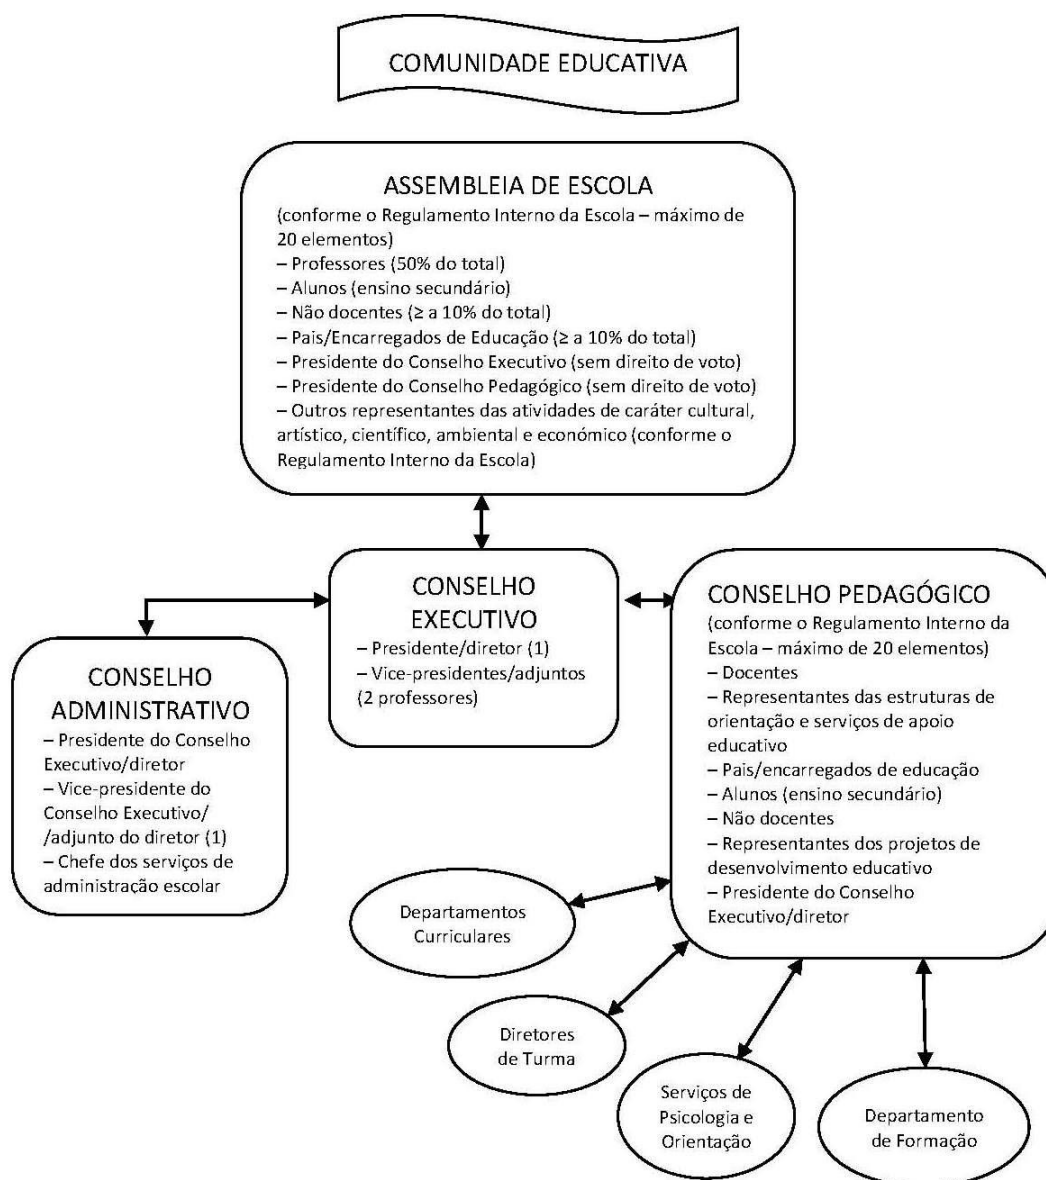 COMUNIDADE EDUCATIVA
ASSEMBLEIA DE ESCOLA
(conforme o Regulamento Interno da Escola – máximo de
20 elementos)
– Professores (50% do total)
– Alunos (ensino secundário)
– Não docentes (≥ a 10% do total)
– Pais/Encarregados de Educação (≥ a 10% do total)
– Presidente do Conselho Executivo (sem direito de voto)
– Presidente do Conselho Pedagógico (sem direito de voto)
– Outros representantes das atividades de caráter cultural,
artístico, científico, ambiental e económico (conforme o
Regulamento Interno da Escola)
CONSELHO
EXECUTIVO
– Presidente/diretor (1)
– Vice-presidentes/adjuntos
(2 professores)
CONSELHO
ADMINISTRATIVO
– Presidente do Conselho
Executivo/diretor
– Vice-presidente do
Conselho Executivo/
/adjunto do diretor (1)
– Chefe dos serviços de
administração escolar
CONSELHO PEDAGÓGICO
(conforme o Regulamento Interno da
Escola – máximo de 20 elementos)
– Docentes
– Representantes das estruturas de
orientação e serviços de apoio
educativo
– Pais/encarregados de educação
– Alunos (ensino secundário)
– Não docentes
– Representantes dos projetos de
desenvolvimento educativo
– Presidente do Conselho
Executivo/diretor
Departamentos
Curriculares
Diretores
de Turma
Serviços de
Psicologia e
Orientação
Departamento
de Formação